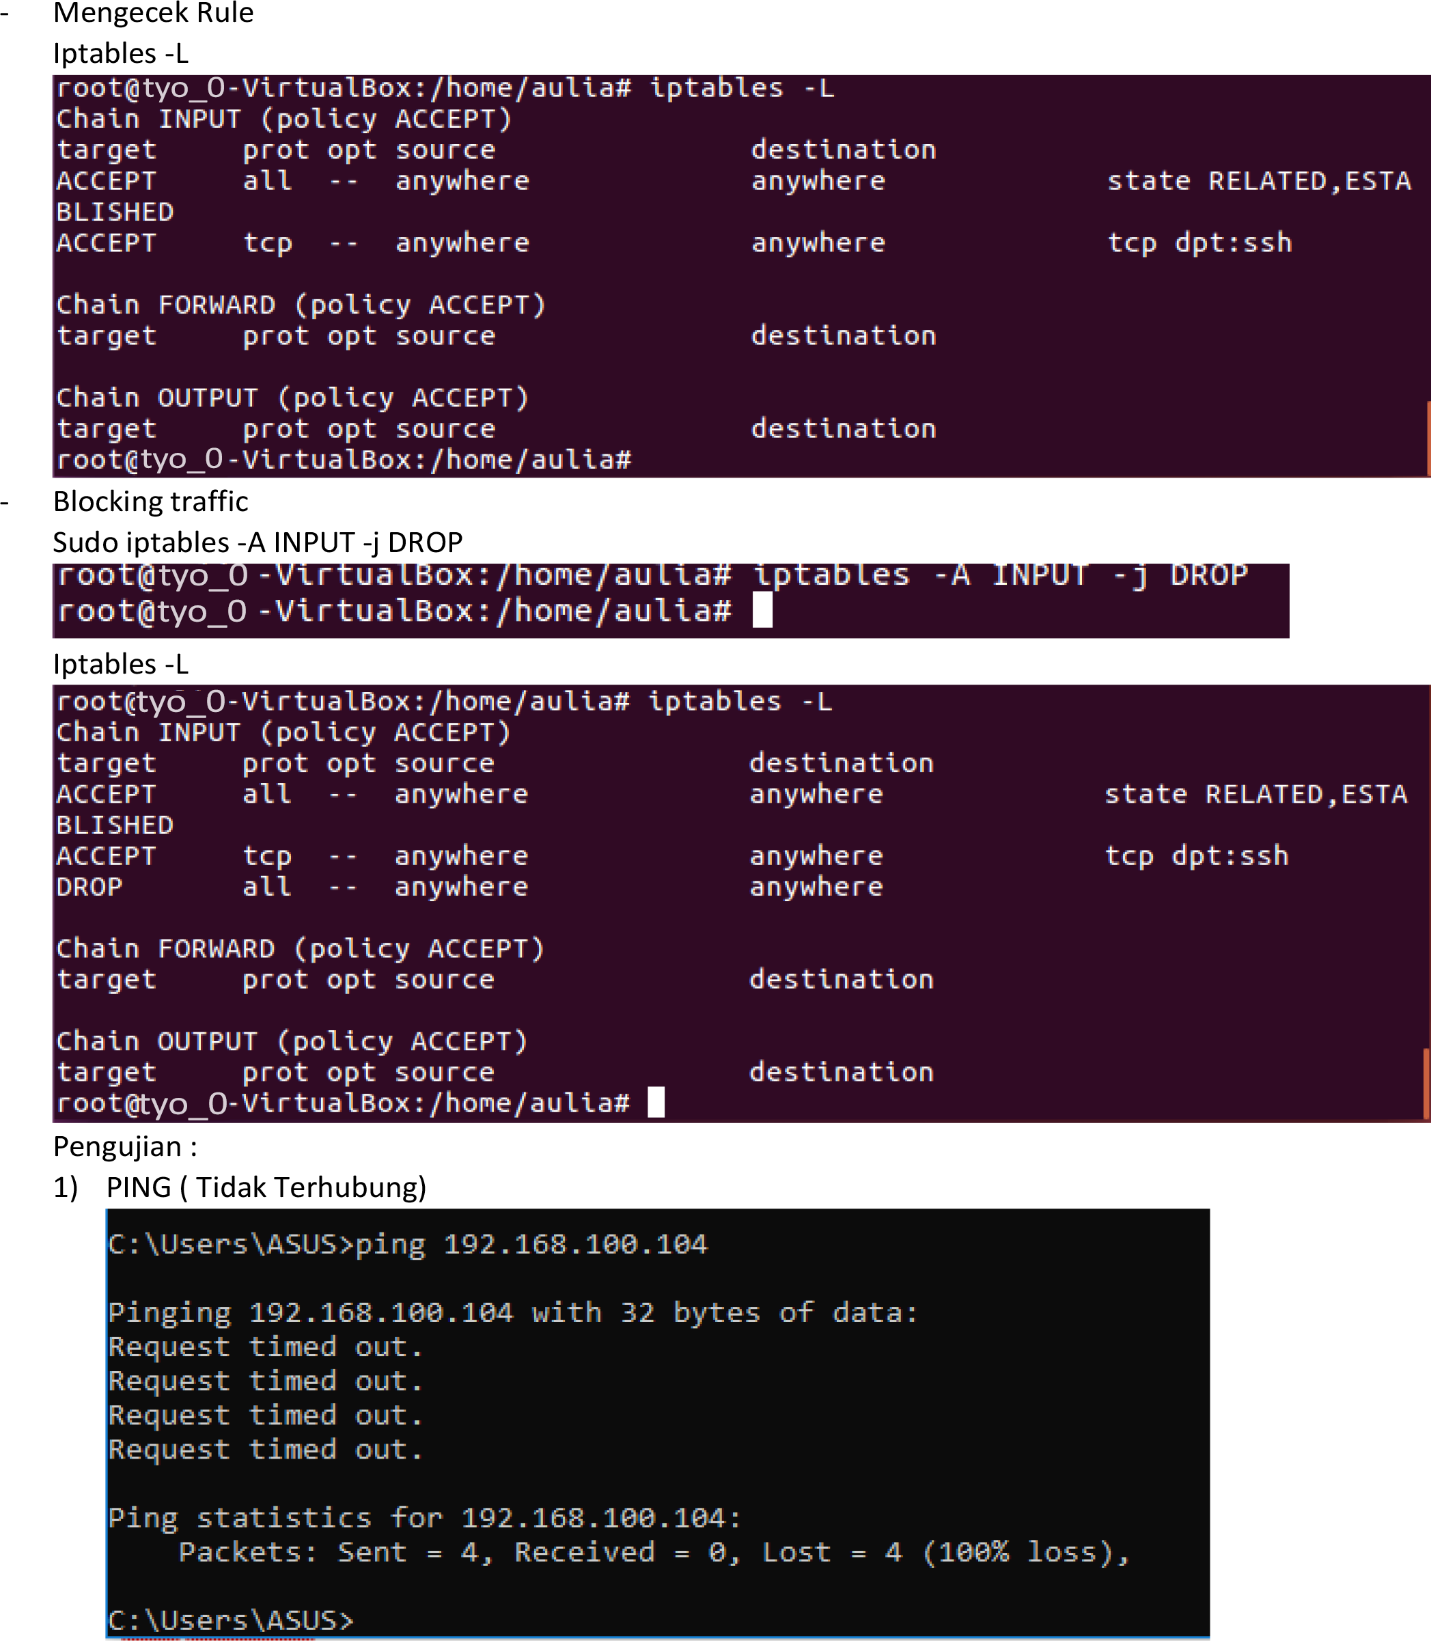 - Mengecek Rule
Iptables -L
root@tyo_0-VirtualBox:/home/aulia# iptables -L
Chain INPUT (policy ACCEPT)
target     prot opt source               destination
ACCEPT     all  --  anywhere             anywhere             state RELATED,ESTA
BLISHED
ACCEPT     tcp  --  anywhere             anywhere             tcp dpt:ssh
Chain FORWARD (policy ACCEPT)
target     prot opt source               destination
Chain OUTPUT (policy ACCEPT)
target     prot opt source               destination
root@tyo_0-VirtualBox:/home/aulia#
- Blocking traffic
Sudo iptables -A INPUT -j DROP
root@tyo_0 -VirtualBox:/home/aulia# iptables -A INPUT -j DROP
root@tyo_0 -VirtualBox:/home/aulia#
Iptables -L
root@tyo_0-VirtualBox:/home/aulia# iptables -L
Chain INPUT (policy ACCEPT)
target     prot opt source               destination
ACCEPT     all  --  anywhere             anywhere             state RELATED,ESTA
BLISHED
ACCEPT     tcp  --  anywhere             anywhere             tcp dpt:ssh
DROP       all  --  anywhere             anywhere
Chain FORWARD (policy ACCEPT)
target     prot opt source               destination
Chain OUTPUT (policy ACCEPT)
target     prot opt source               destination
root@tyo_0-VirtualBox:/home/aulia#
Pengujian :
1) PING ( Tidak Terhubung)
C:\Users\ASUS>ping 192.168.100.104
Pinging 192.168.100.104 with 32 bytes of data:
Request timed out.
Request timed out.
Request timed out.
Request timed out.
Ping statistics for 192.168.100.104:
    Packets: Sent = 4, Received = 0, Lost = 4 (100% loss),
C:\Users\ASUS>